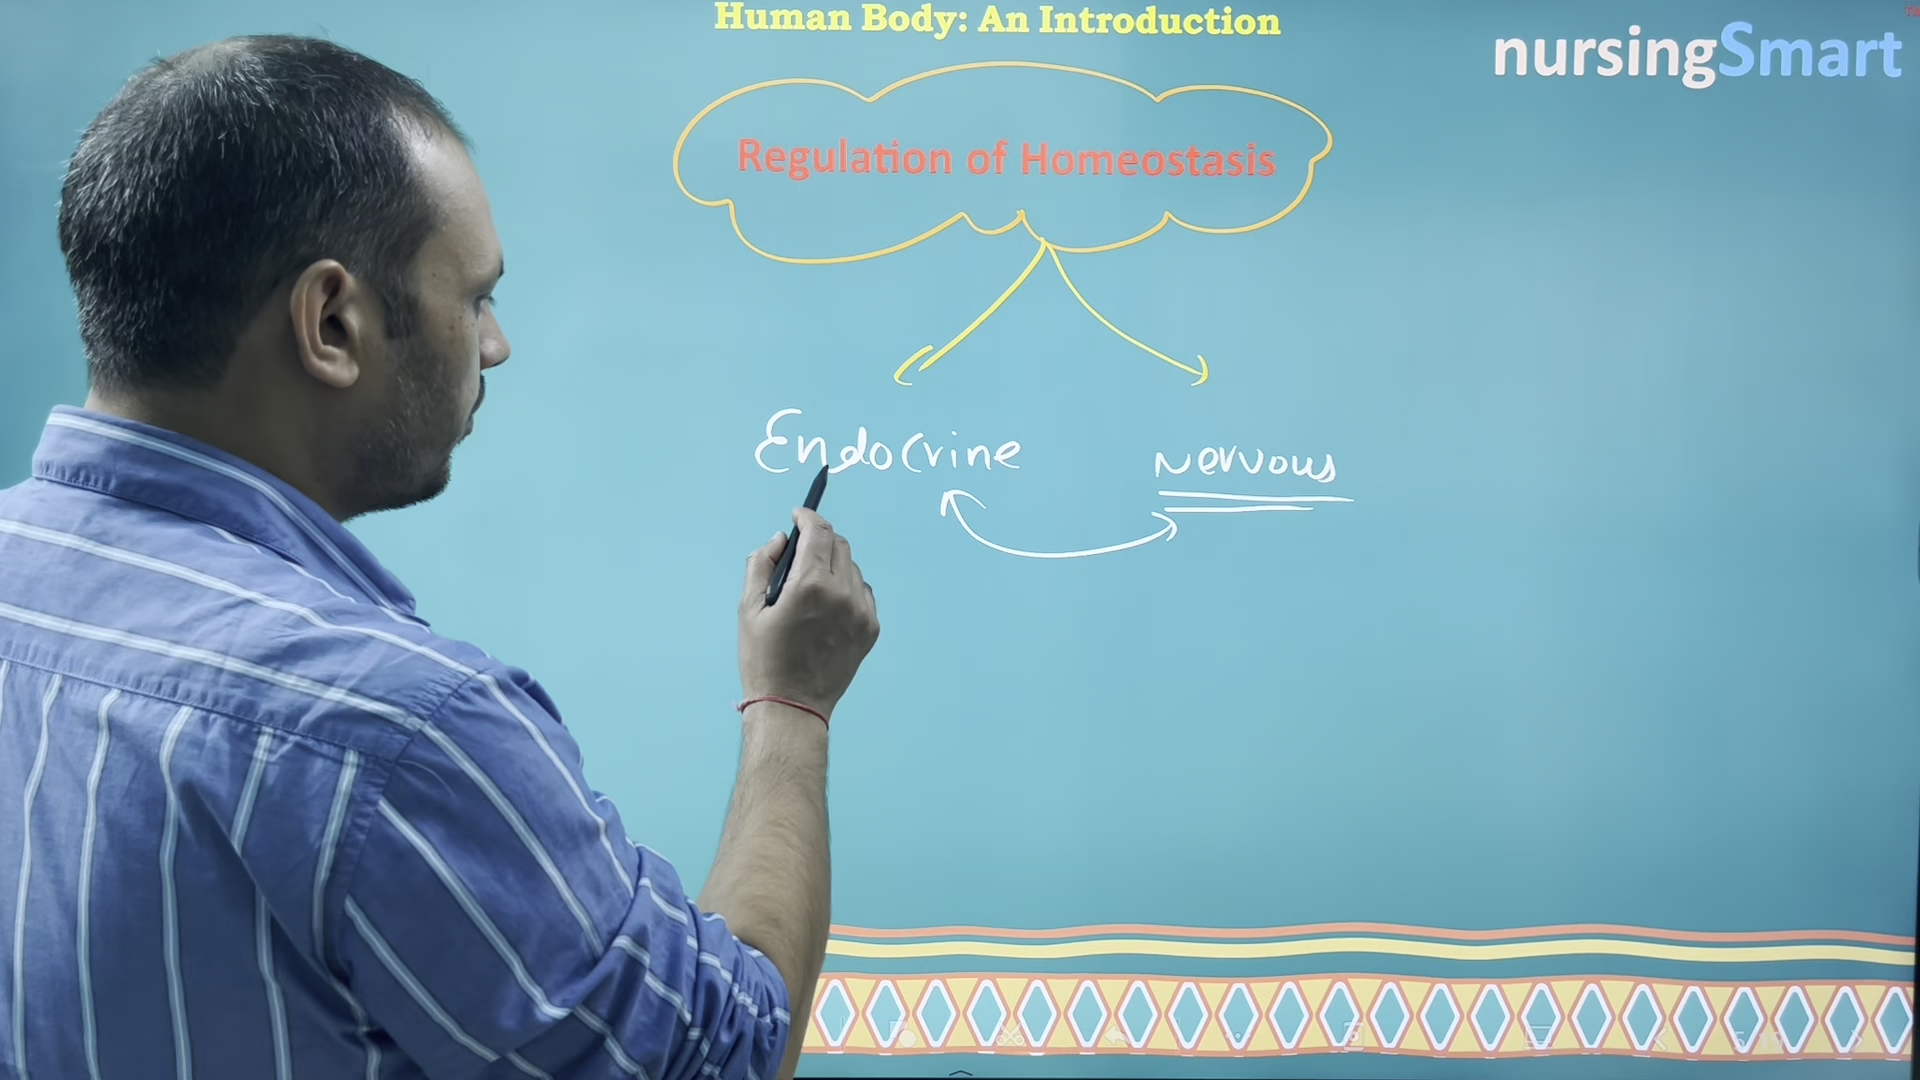 Human Body: An Introduction
nursingSmart
Regulation of Homeostasis
Endocrine
Nervous